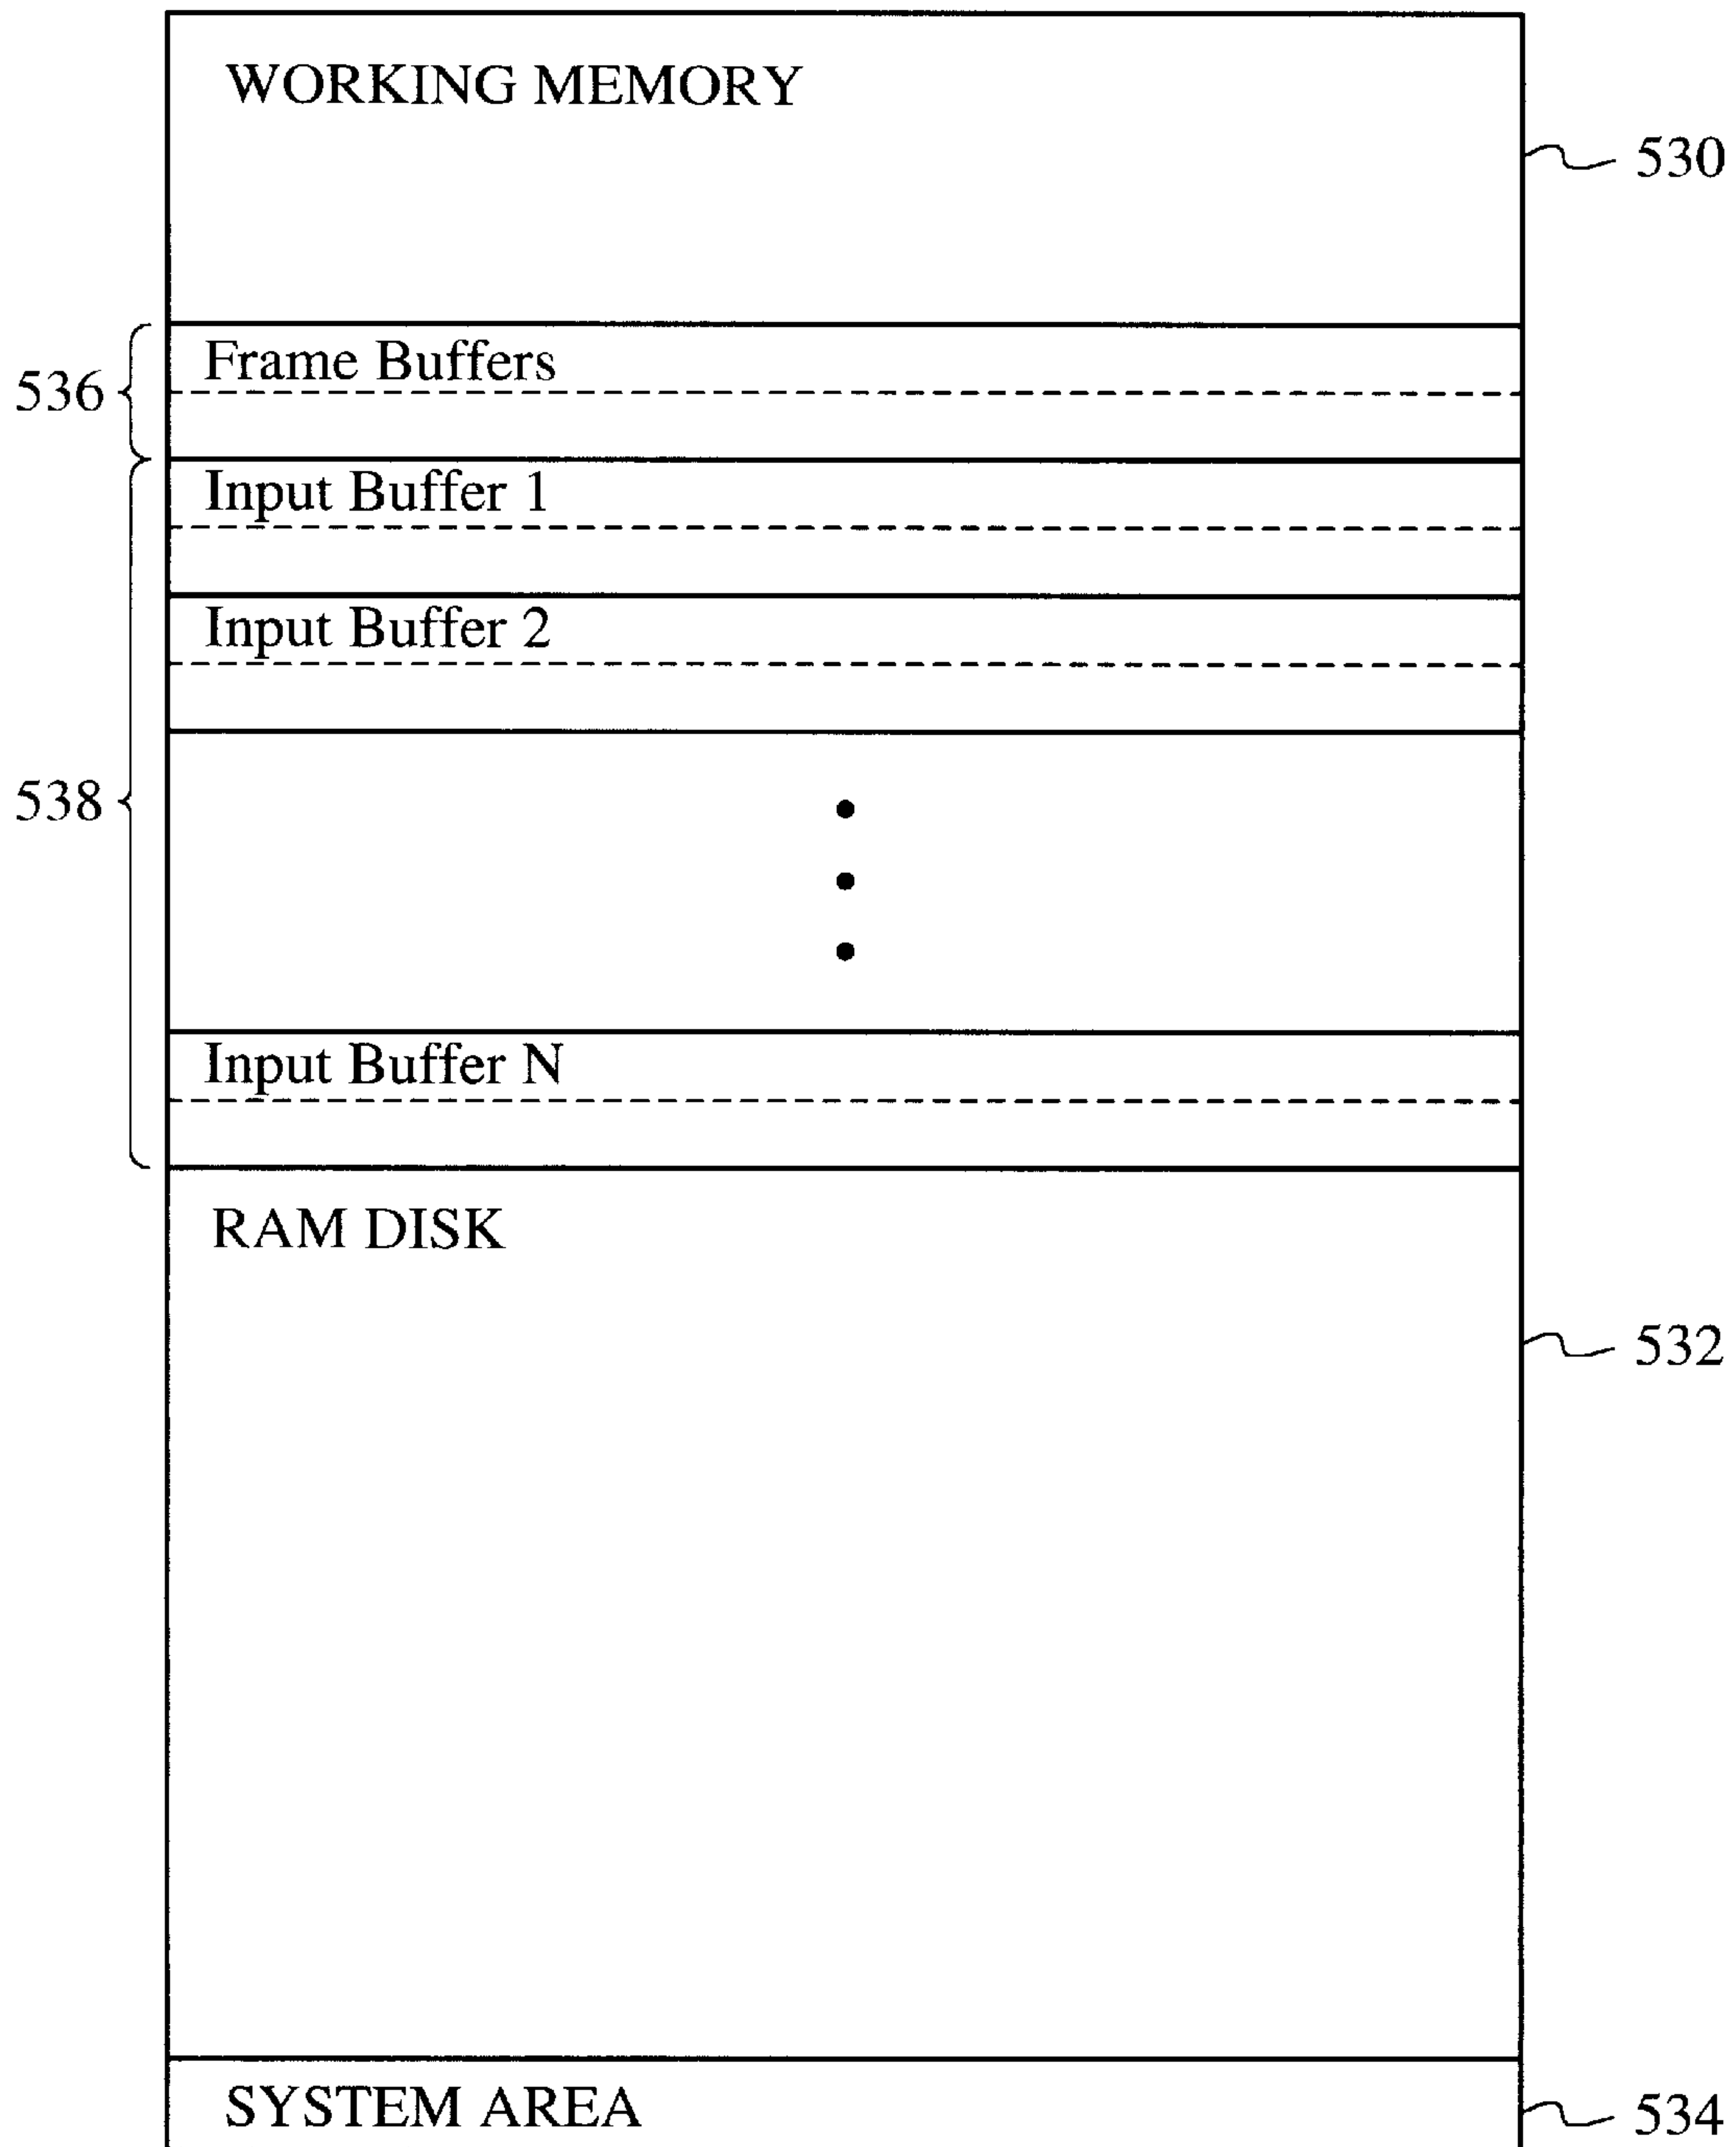 WORKING MEMORY
530
Frame Buffers
536
Input Buffer 1
Input Buffer 2
538
Input Buffer N
RAM DISK
532
SYSTEM AREA
534